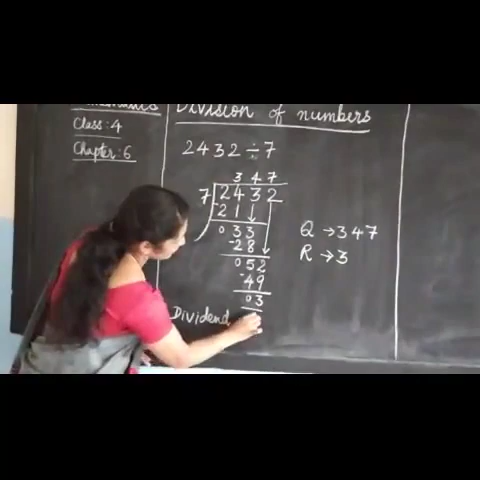 Class: 4
Chapter: 6
Division of numbers
2432 ÷ 7
347
7 2432
-21
033
-28
052
-49
03
Q → 347
R → 3
Dividend